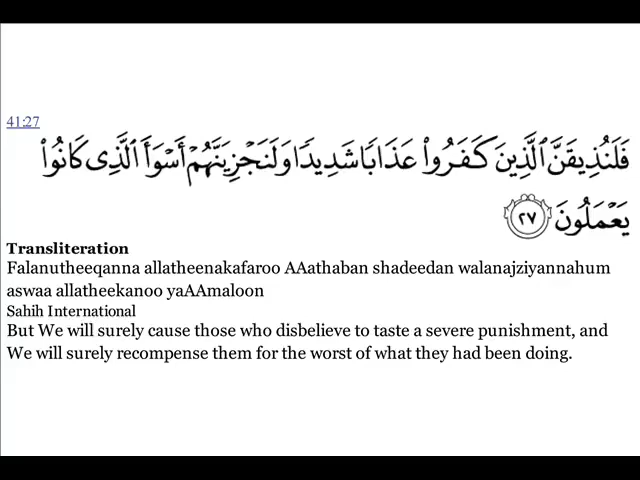 41:27
فَلَنُذِيقَنَّ ٱلَّذِينَ كَفَرُوا۟ عَذَابًا شَدِيدًا وَلَنَجْزِيَنَّهُمْ أَسْوَأَ ٱلَّذِى كَانُوا۟
يَعْمَلُونَ ٢٧
Transliteration
Falanutheeqanna allatheenakafaroo AAathaban shadeedan walanajziyannahum
aswaa allatheekanoo yaAAmaloon
Sahih International
But We will surely cause those who disbelieve to taste a severe punishment, and
We will surely recompense them for the worst of what they had been doing.